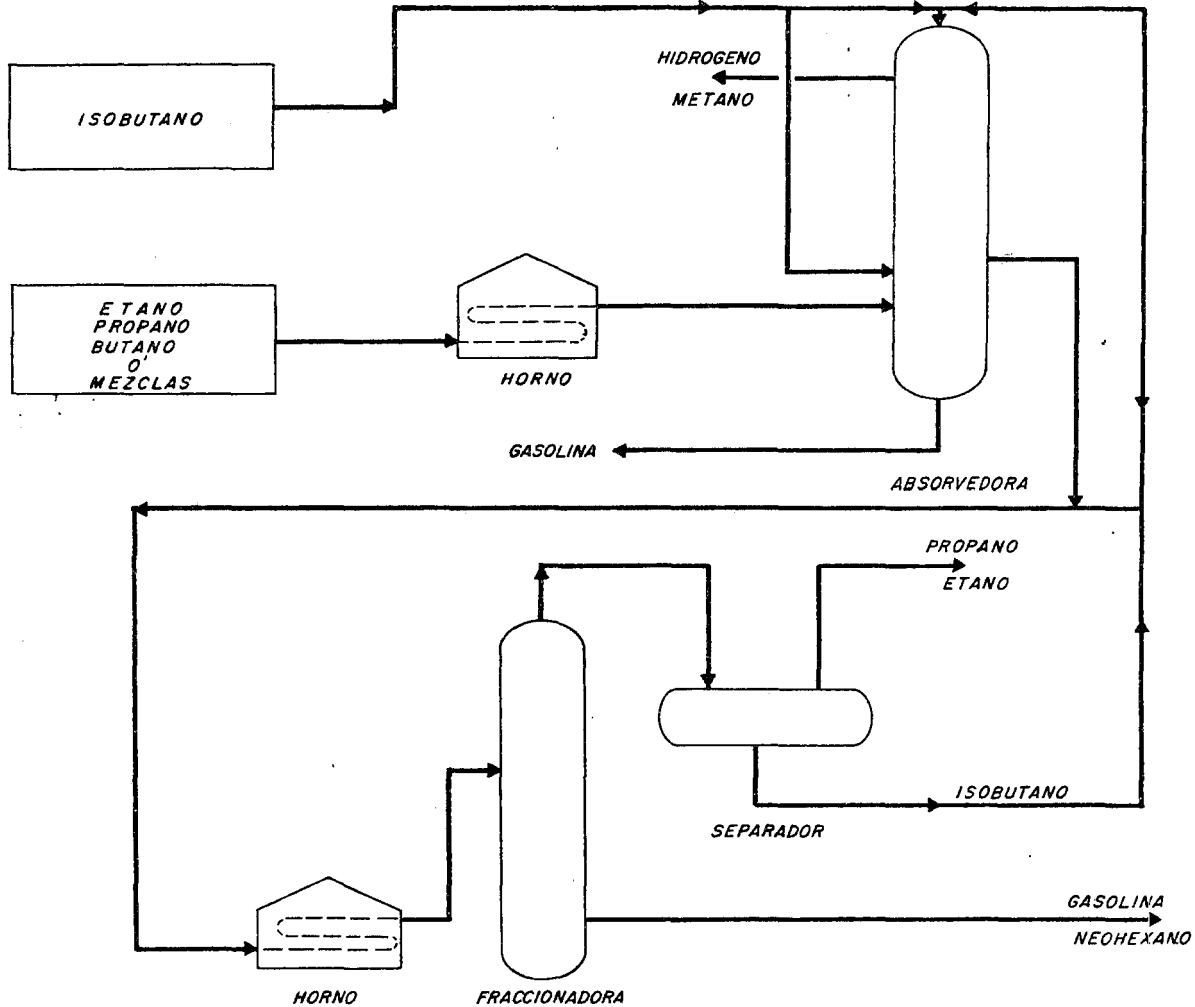 HIDROGENO
METANO
ISOBUTANO
ETANO
PROPANO
BUTANO
O'
MEZCLAS
HORNO
GASOLINA
ABSORVEDORA
PROPANO
ETANO
ISOBUTANO
SEPARADOR
GASOLINA
NEOHEXANO
HORNO
FRACCIONADORA